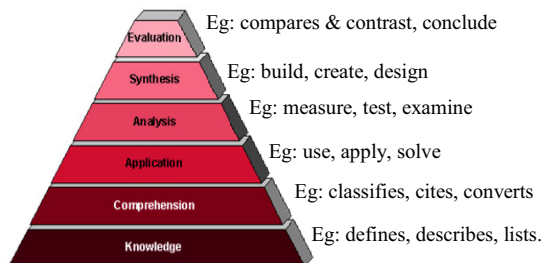 Evaluation Eg: compares & contrast, conclude
Synthesis Eg: build, create, design
Analysis Eg: measure, test, examine
Application Eg: use, apply, solve
Comprehension Eg: classifies, cites, converts
Knowledge Eg: defines, describes, lists.